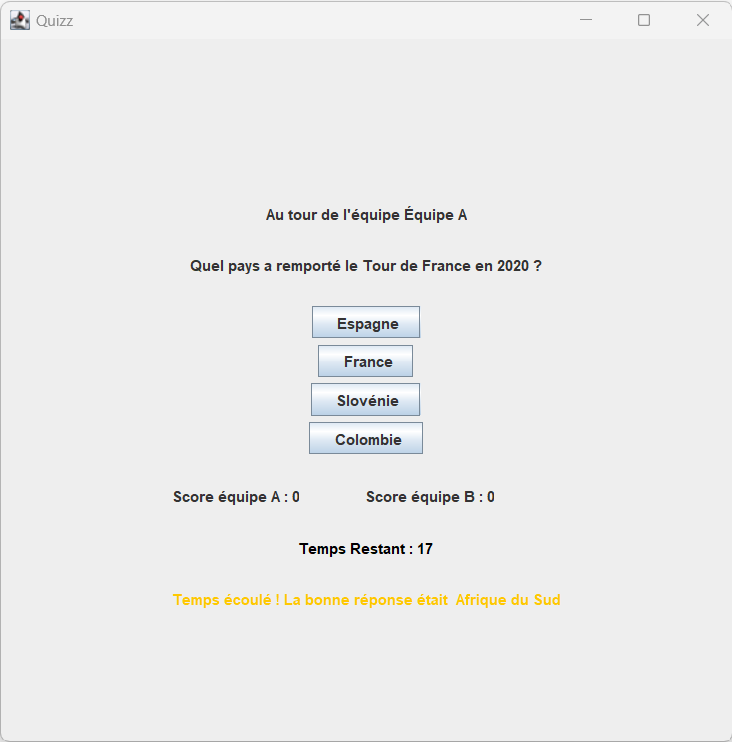 Quizz
Au tour de l'équipe Équipe A
Quel pays a remporté le Tour de France en 2020 ?
Espagne
France
Slovénie
Colombie
Score équipe A : 0 Score équipe B : 0
Temps Restant : 17
Temps écoulé ! La bonne réponse était Afrique du Sud